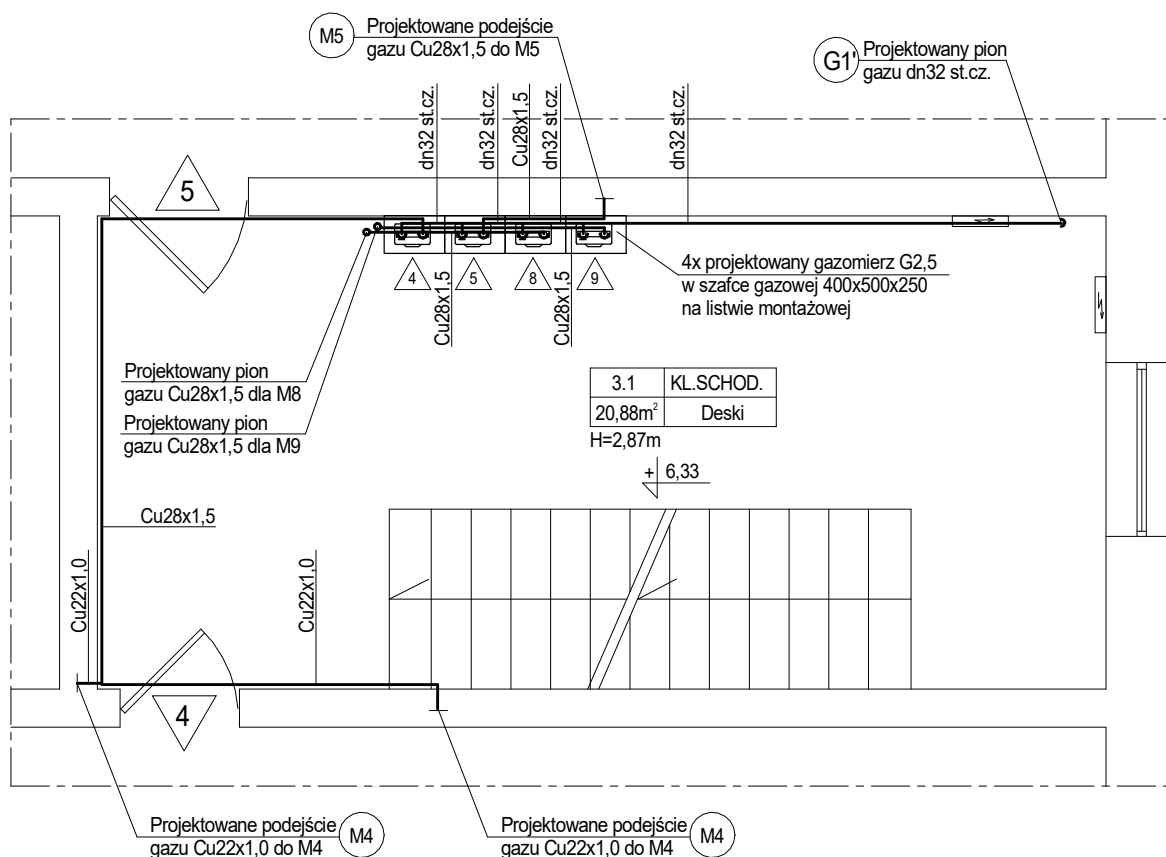 M5
Projektowane podejście
gazu Cu28x1,5 do M5
G1'
Projektowany pion
gazu dn32 st.cz.
dn32 st.cz.
dn32 st.cz.
Cu28x1,5
dn32 st.cz.
dn32 st.cz.
5
4
5
8
9
4x projektowany gazomierz G2,5
w szafce gazowej 400x500x250
na listwie montażowej
Cu28x1,5
Cu28x1,5
Projektowany pion
gazu Cu28x1,5 dla M8
Projektowany pion
gazu Cu28x1,5 dla M9
3.1 KL.SCHOD.
20,88m² Deski
H=2,87m
+ 6,33
Cu28x1,5
Cu22x1,0
Cu22x1,0
4
Projektowane podejście
gazu Cu22x1,0 do M4
M4
Projektowane podejście
gazu Cu22x1,0 do M4
M4